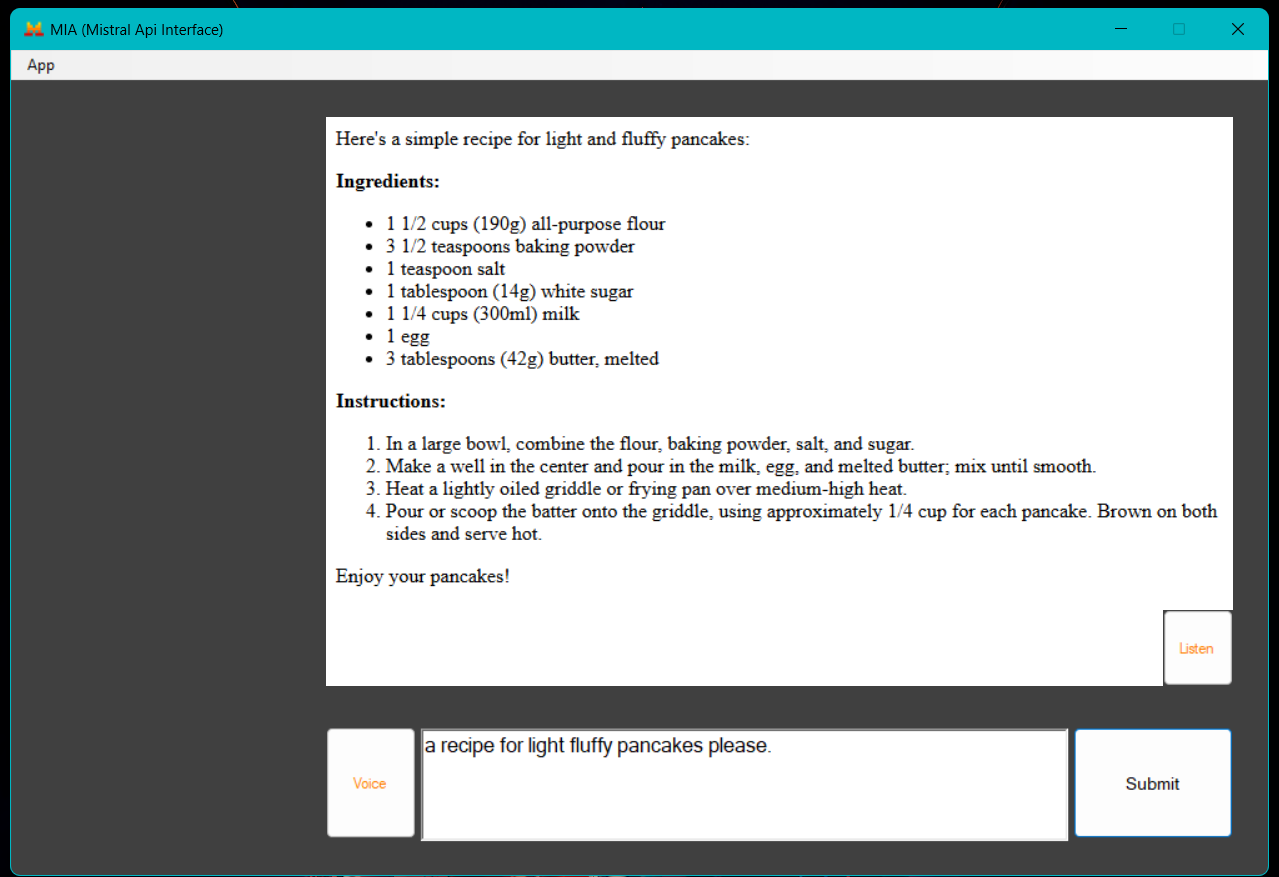 MIA (Mistral Api Interface)
App
Here's a simple recipe for light and fluffy pancakes:
Ingredients:
• 1 1/2 cups (190g) all-purpose flour
• 3 1/2 teaspoons baking powder
• 1 teaspoon salt
• 1 tablespoon (14g) white sugar
• 1 1/4 cups (300ml) milk
• 1 egg
• 3 tablespoons (42g) butter, melted
Instructions:
1. In a large bowl, combine the flour, baking powder, salt, and sugar.
2. Make a well in the center and pour in the milk, egg, and melted butter; mix until smooth.
3. Heat a lightly oiled griddle or frying pan over medium-high heat.
4. Pour or scoop the batter onto the griddle, using approximately 1/4 cup for each pancake. Brown on both
sides and serve hot.
Enjoy your pancakes!
Listen
Voice
a recipe for light fluffy pancakes please.
Submit